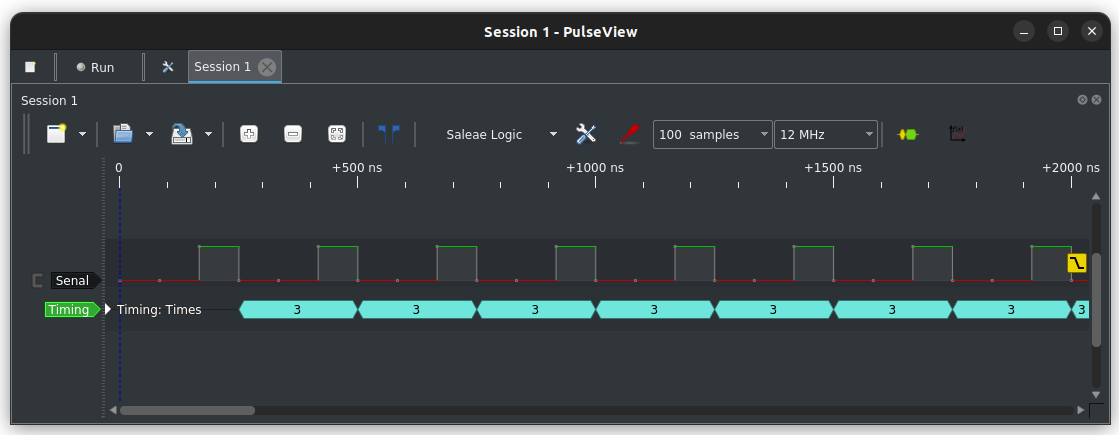 Session 1 - PulseView
Run
Session 1
Session 1
Saleae Logic
100 samples
12 MHz
0 +500 ns +1000 ns +1500 ns +2000 ns
Senal
Timing Timing: Times 3 3 3 3 3 3 3 3